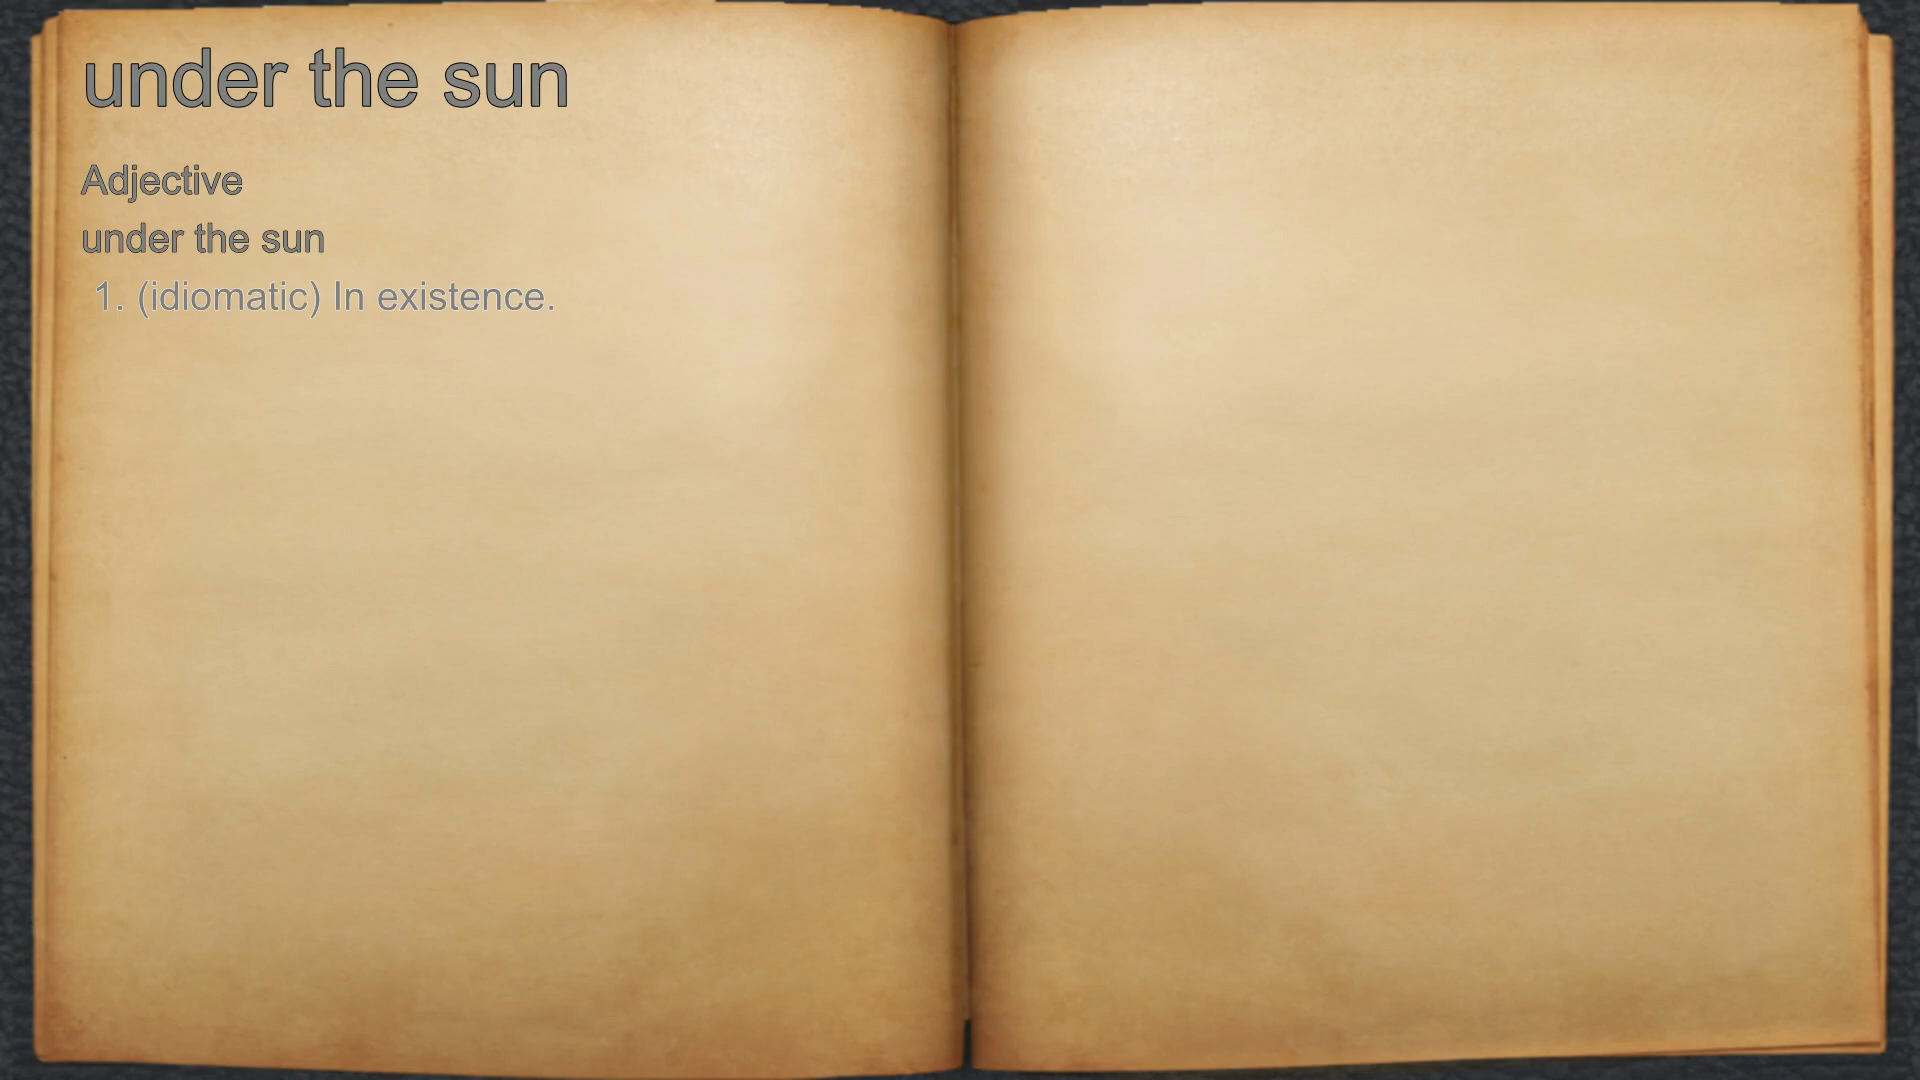 under the sun
Adjective
under the sun
1. (idiomatic) In existence.